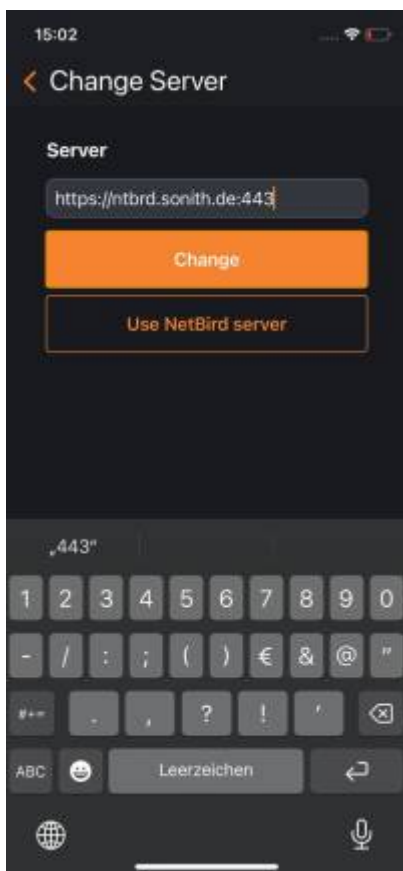 15:02
Change Server
Server
https://ntbrd.sonith.de:443
Change
Use NetBird server
„443"
1 2 3 4 5 6 7 8 9 0
- / : ; ( ) € & @ "
#+= . , ? ! '
ABC Leerzeichen